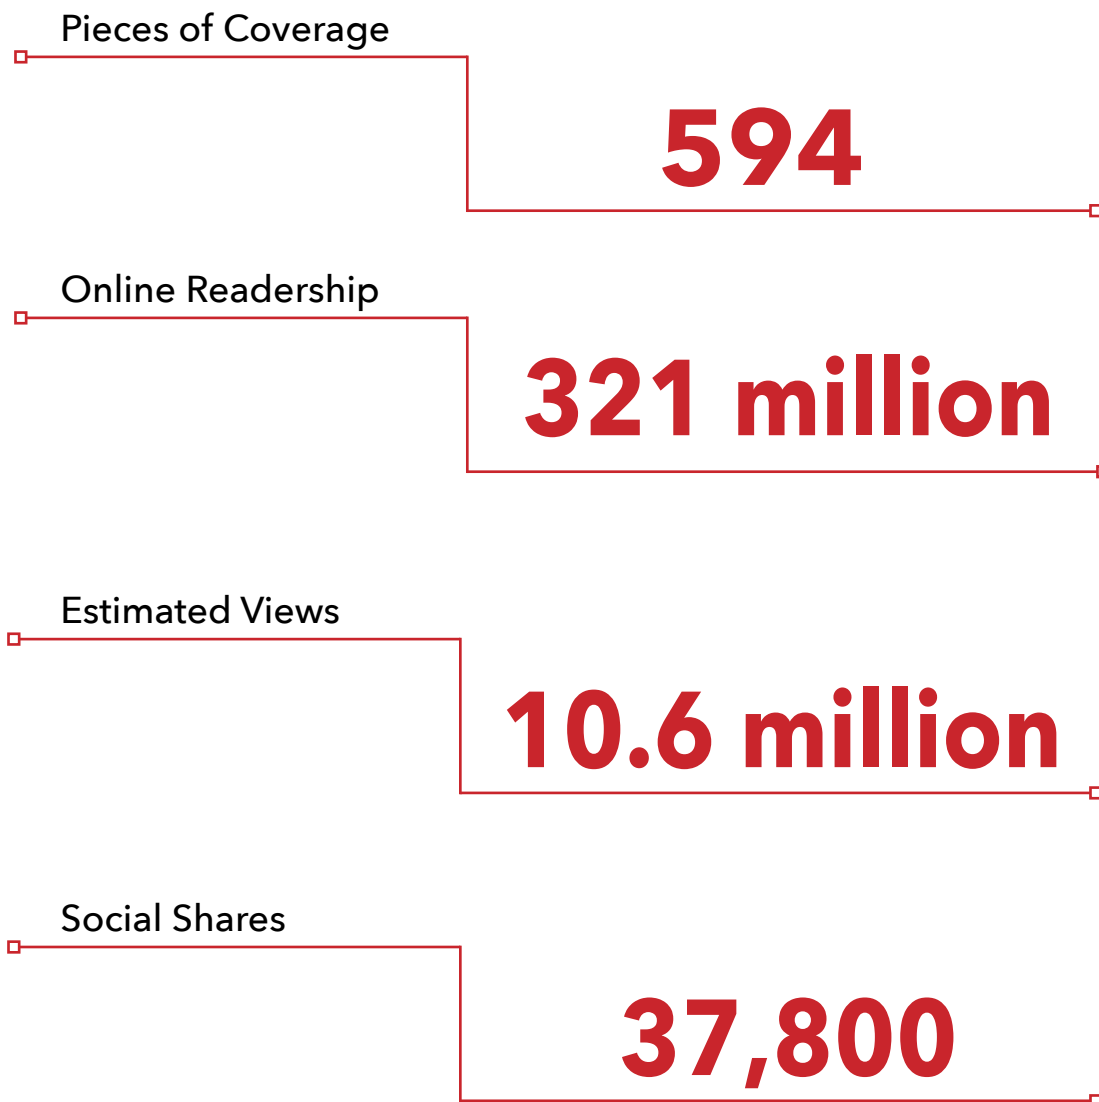 Pieces of Coverage
594
Online Readership
321 million
Estimated Views
10.6 million
Social Shares
37,800